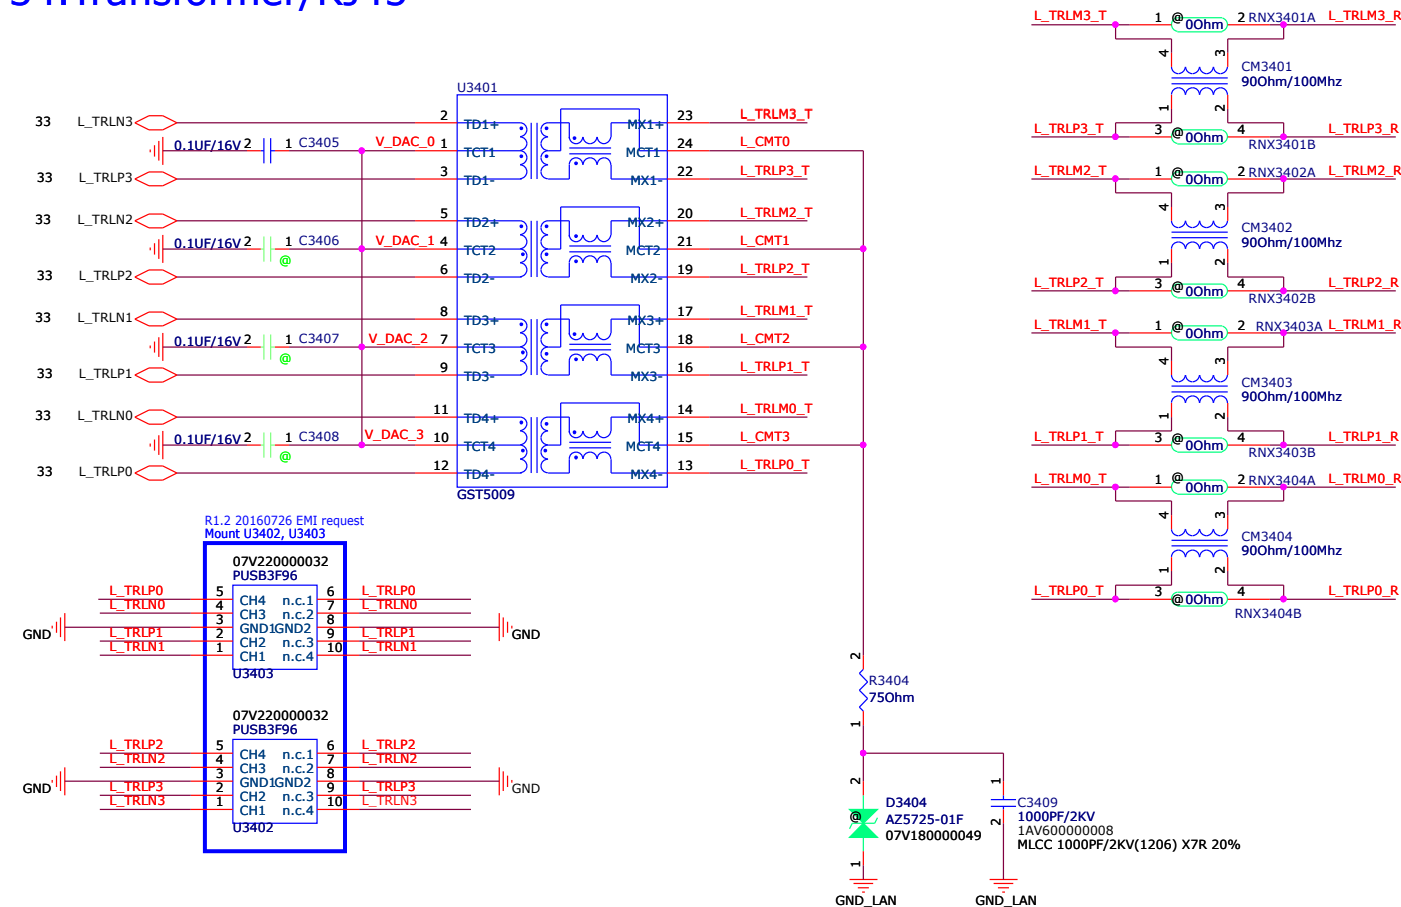 34.Transformer/RJ45
U3401
33 L_TRLN3 2 TD1+ MX1+ 23 L_TRLM3_T
0.1UF/16V 2 1 C3405 V_DAC_0 1 TCT1 MCT1 24 L_CMT0
33 L_TRLP3 3 TD1- MX1- 22 L_TRLP3_T
33 L_TRLN2 5 TD2+ MX2+ 20 L_TRLM2_T
0.1UF/16V 2 1 C3406 V_DAC_1 4 TCT2 MCT2 21 L_CMT1
@
33 L_TRLP2 6 TD2- MX2- 19 L_TRLP2_T
33 L_TRLN1 8 TD3+ MX3+ 17 L_TRLM1_T
0.1UF/16V 2 1 C3407 V_DAC_2 7 TCT3 MCT3 18 L_CMT2
@
33 L_TRLP1 9 TD3- MX3- 16 L_TRLP1_T
33 L_TRLN0 11 TD4+ MX4+ 14 L_TRLM0_T
0.1UF/16V 2 1 C3408 V_DAC_3 10 TCT4 MCT4 15 L_CMT3
@
33 L_TRLP0 12 TD4- MX4- 13 L_TRLP0_T
GST5009
L_TRLM3_T 1 @ 0Ohm 2 RNX3401A L_TRLM3_R
4 3
CM3401
90Ohm/100Mhz
1 2
L_TRLP3_T 3 @ 0Ohm 4 L_TRLP3_R
RNX3401B
L_TRLM2_T 1 @ 0Ohm 2 RNX3402A L_TRLM2_R
4 3
CM3402
90Ohm/100Mhz
1 2
L_TRLP2_T 3 @ 0Ohm 4 L_TRLP2_R
RNX3402B
L_TRLM1_T 1 @ 0Ohm 2 RNX3403A L_TRLM1_R
4 3
CM3403
90Ohm/100Mhz
1 2
L_TRLP1_T 3 @ 0Ohm 4 L_TRLP1_R
RNX3403B
L_TRLM0_T 1 @ 0Ohm 2 RNX3404A L_TRLM0_R
4 3
CM3404
90Ohm/100Mhz
1 2
L_TRLP0_T 3 @ 0Ohm 4 L_TRLP0_R
RNX3404B
R1.2 20160726 EMI request
Mount U3402, U3403
07V220000032
PUSB3F96
L_TRLP0 5 CH4 n.c.1 6 L_TRLP0
L_TRLN0 4 CH3 n.c.2 7 L_TRLN0
GND 3 GND1 GND2 8 GND
L_TRLP1 2 CH2 n.c.3 9 L_TRLP1
L_TRLN1 1 CH1 n.c.4 10 L_TRLN1
U3403
07V220000032
PUSB3F96
L_TRLP2 5 CH4 n.c.1 6 L_TRLP2
L_TRLN2 4 CH3 n.c.2 7 L_TRLN2
GND 3 GND1 GND2 8 GND
L_TRLP3 2 CH2 n.c.3 9 L_TRLP3
L_TRLN3 1 CH1 n.c.4 10 L_TRLN3
U3402
2
R3404
75Ohm
1
2
@
D3404
AZ5725-01F
07V180000049
1
GND_LAN
1
C3409
1000PF/2KV
2
1AV600000008
MLCC 1000PF/2KV(1206) X7R 20%
GND_LAN